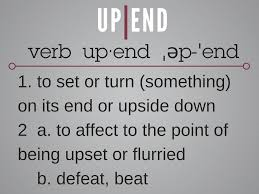 UP|END
verb up·end ˌəp-ˈend
1. to set or turn (something)
on its end or upside down
2 a. to affect to the point of
being upset or flurried
b. defeat, beat